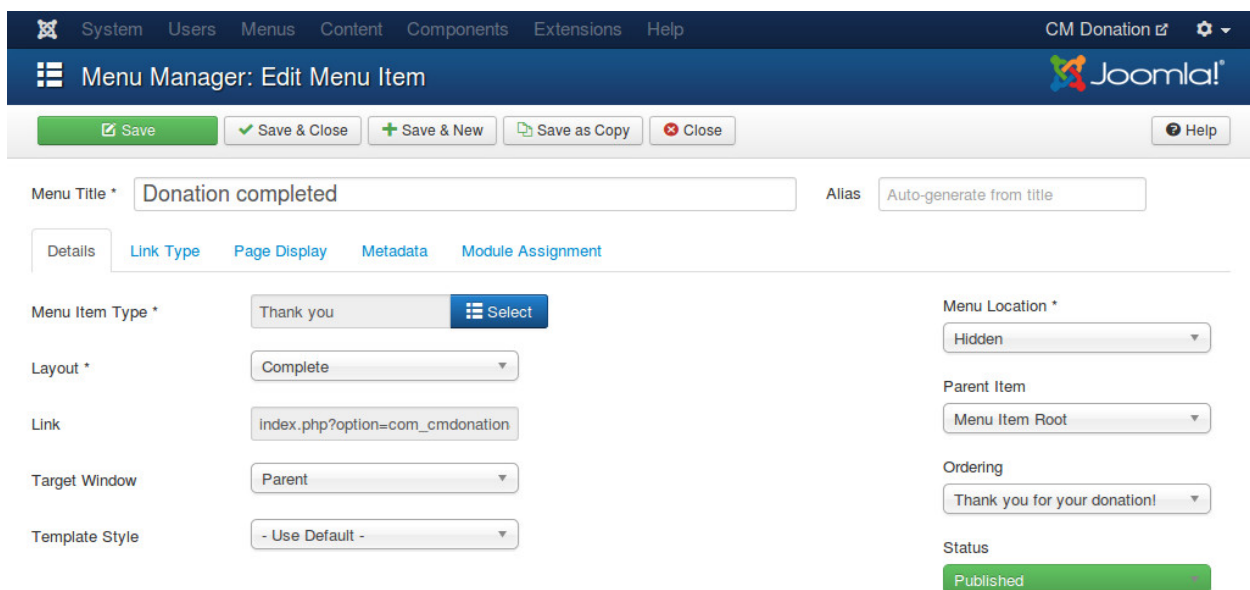 System Users Menus Content Components Extensions Help CM Donation
Menu Manager: Edit Menu Item Joomla!
Save Save & Close Save & New Save as Copy Close Help
Menu Title * Donation completed Alias Auto-generate from title
Details Link Type Page Display Metadata Module Assignment
Menu Item Type * Thank you Select
Layout * Complete
Link index.php?option=com_cmdonation
Target Window Parent
Template Style - Use Default -
Menu Location *
Hidden
Parent Item
Menu Item Root
Ordering
Thank you for your donation!
Status
Published